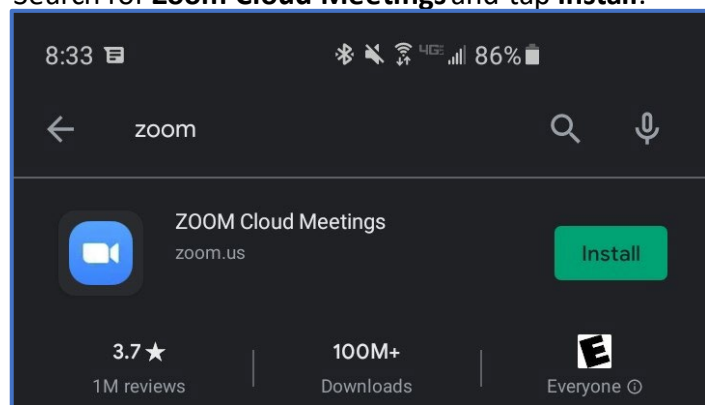 Search for Zoom Cloud Meetings and tap Install.
8:33 4GE 86%
zoom
ZOOM Cloud Meetings
zoom.us
Install
3.7★ 100M+ E
1M reviews Downloads Everyone